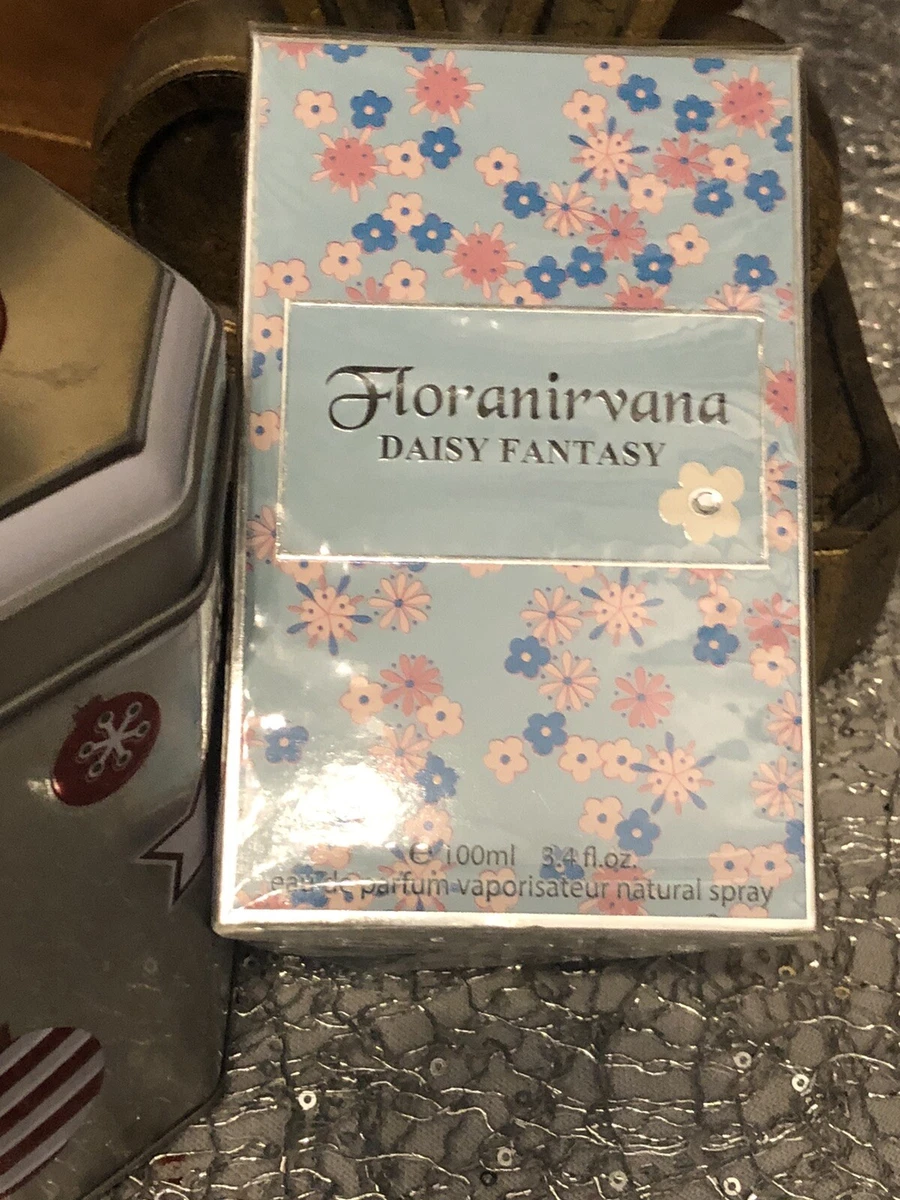 Floranirvana
DAISY FANTASY
e 100ml 3.4 fl.oz.
eau de parfum vaporisateur natural spray